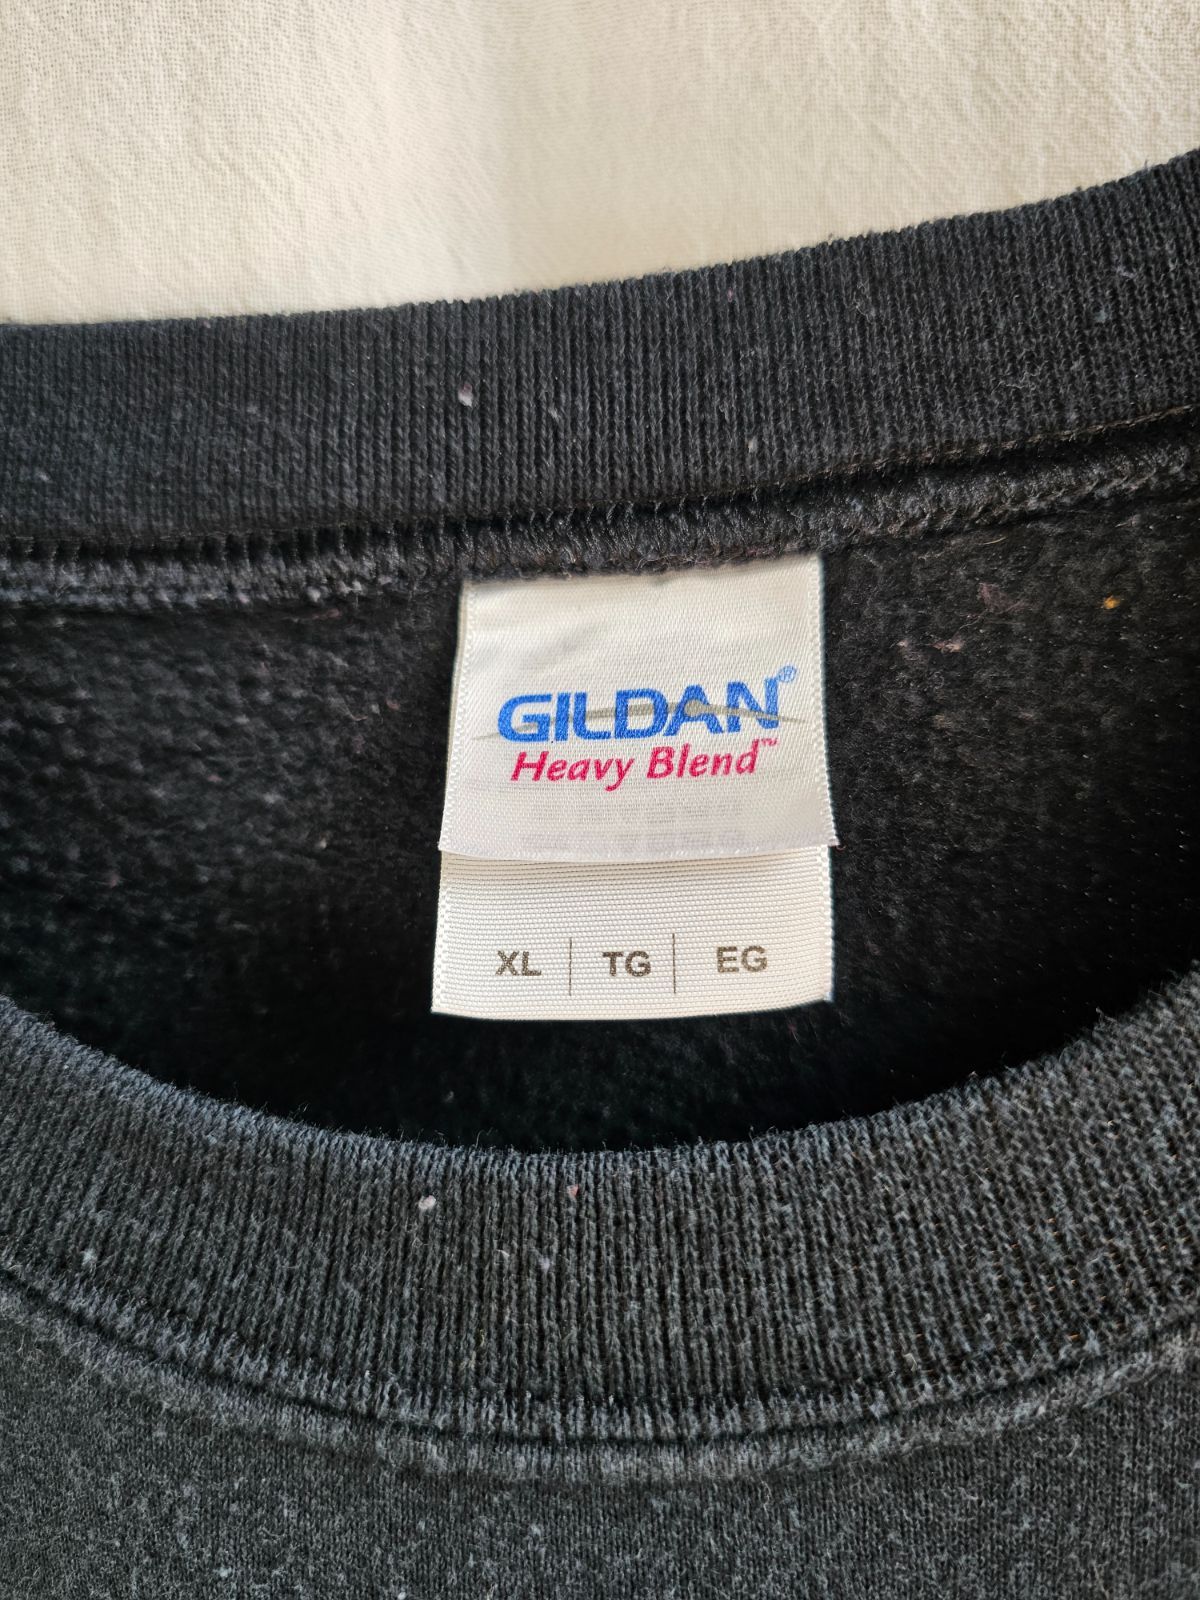 GILDAN®
Heavy Blend™
XL | TG | EG